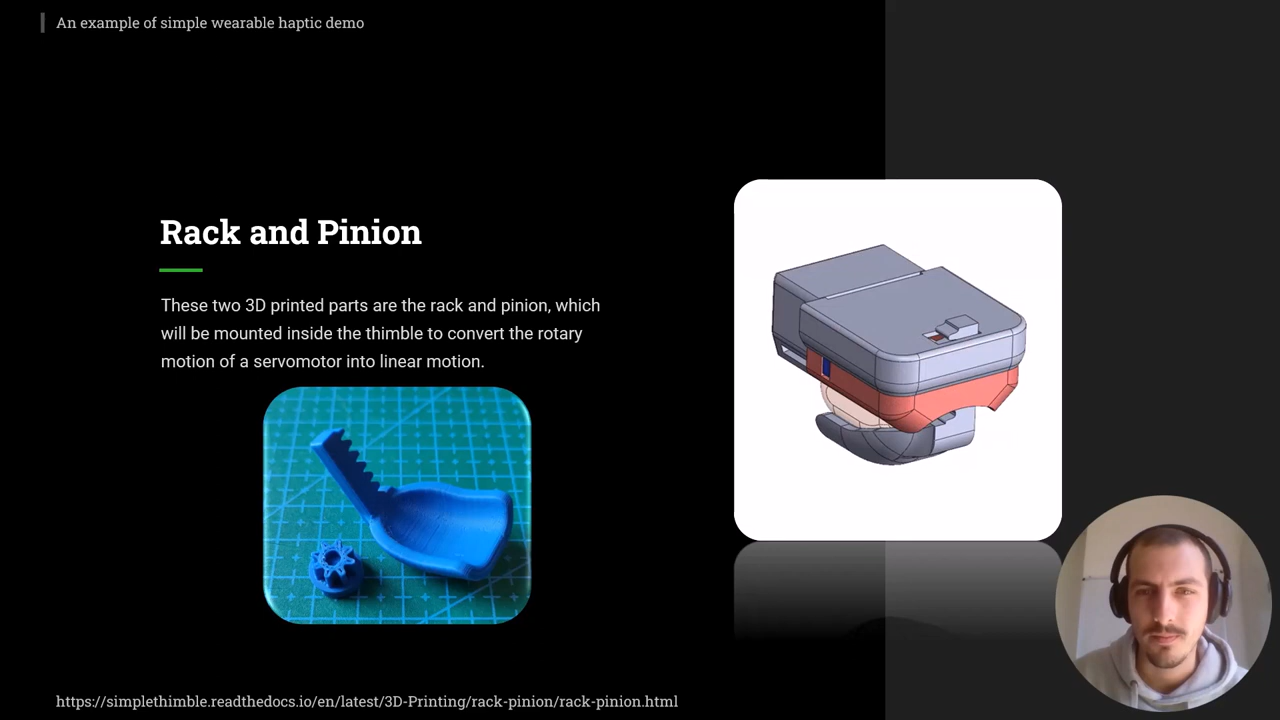 An example of simple wearable haptic demo
Rack and Pinion
These two 3D printed parts are the rack and pinion, which
will be mounted inside the thimble to convert the rotary
motion of a servomotor into linear motion.
https://simplethimble.readthedocs.io/en/latest/3D-Printing/rack-pinion/rack-pinion.html